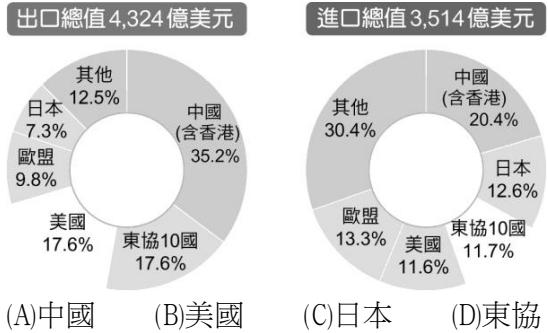 出口總值4,324億美元
其他
12.5%
日本
7.3%
歐盟
9.8%
美國
17.6%
東協10國
17.6%
中國
(含香港)
35.2%
進口總值3,514億美元
中國
(含香港)
20.4%
日本
12.6%
東協10國
11.7%
美國
11.6%
歐盟
13.3%
其他
30.4%
(A)中國 (B)美國 (C)日本 (D)東協